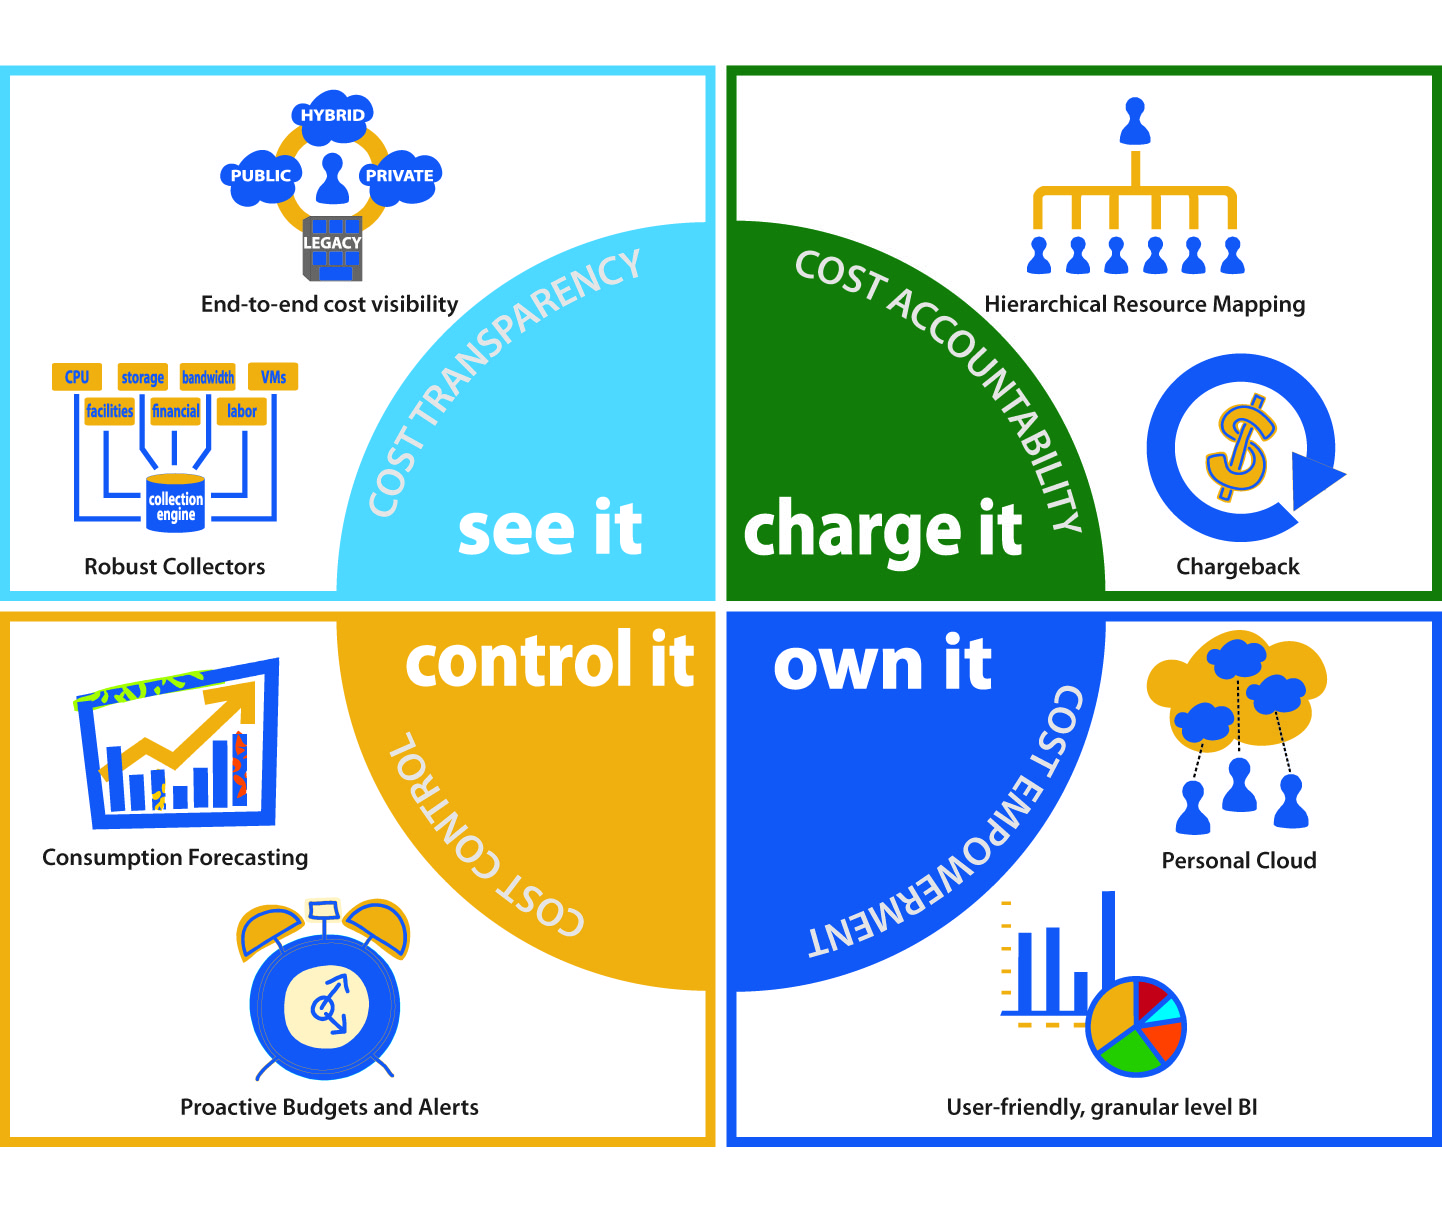 HYBRID
PUBLIC
PRIVATE
LEGACY
End-to-end cost visibility
CPU
storage
bandwidth
VMs
facilities
financial
labor
collection
engine
Robust Collectors
COST TRANSPARENCY
see it
Hierarchical Resource Mapping
COST ACCOUNTABILITY
charge it
Chargeback
control it
COST CONTROL
Consumption Forecasting
Proactive Budgets and Alerts
own it
COST EMPOWERMENT
Personal Cloud
User-friendly, granular level BI